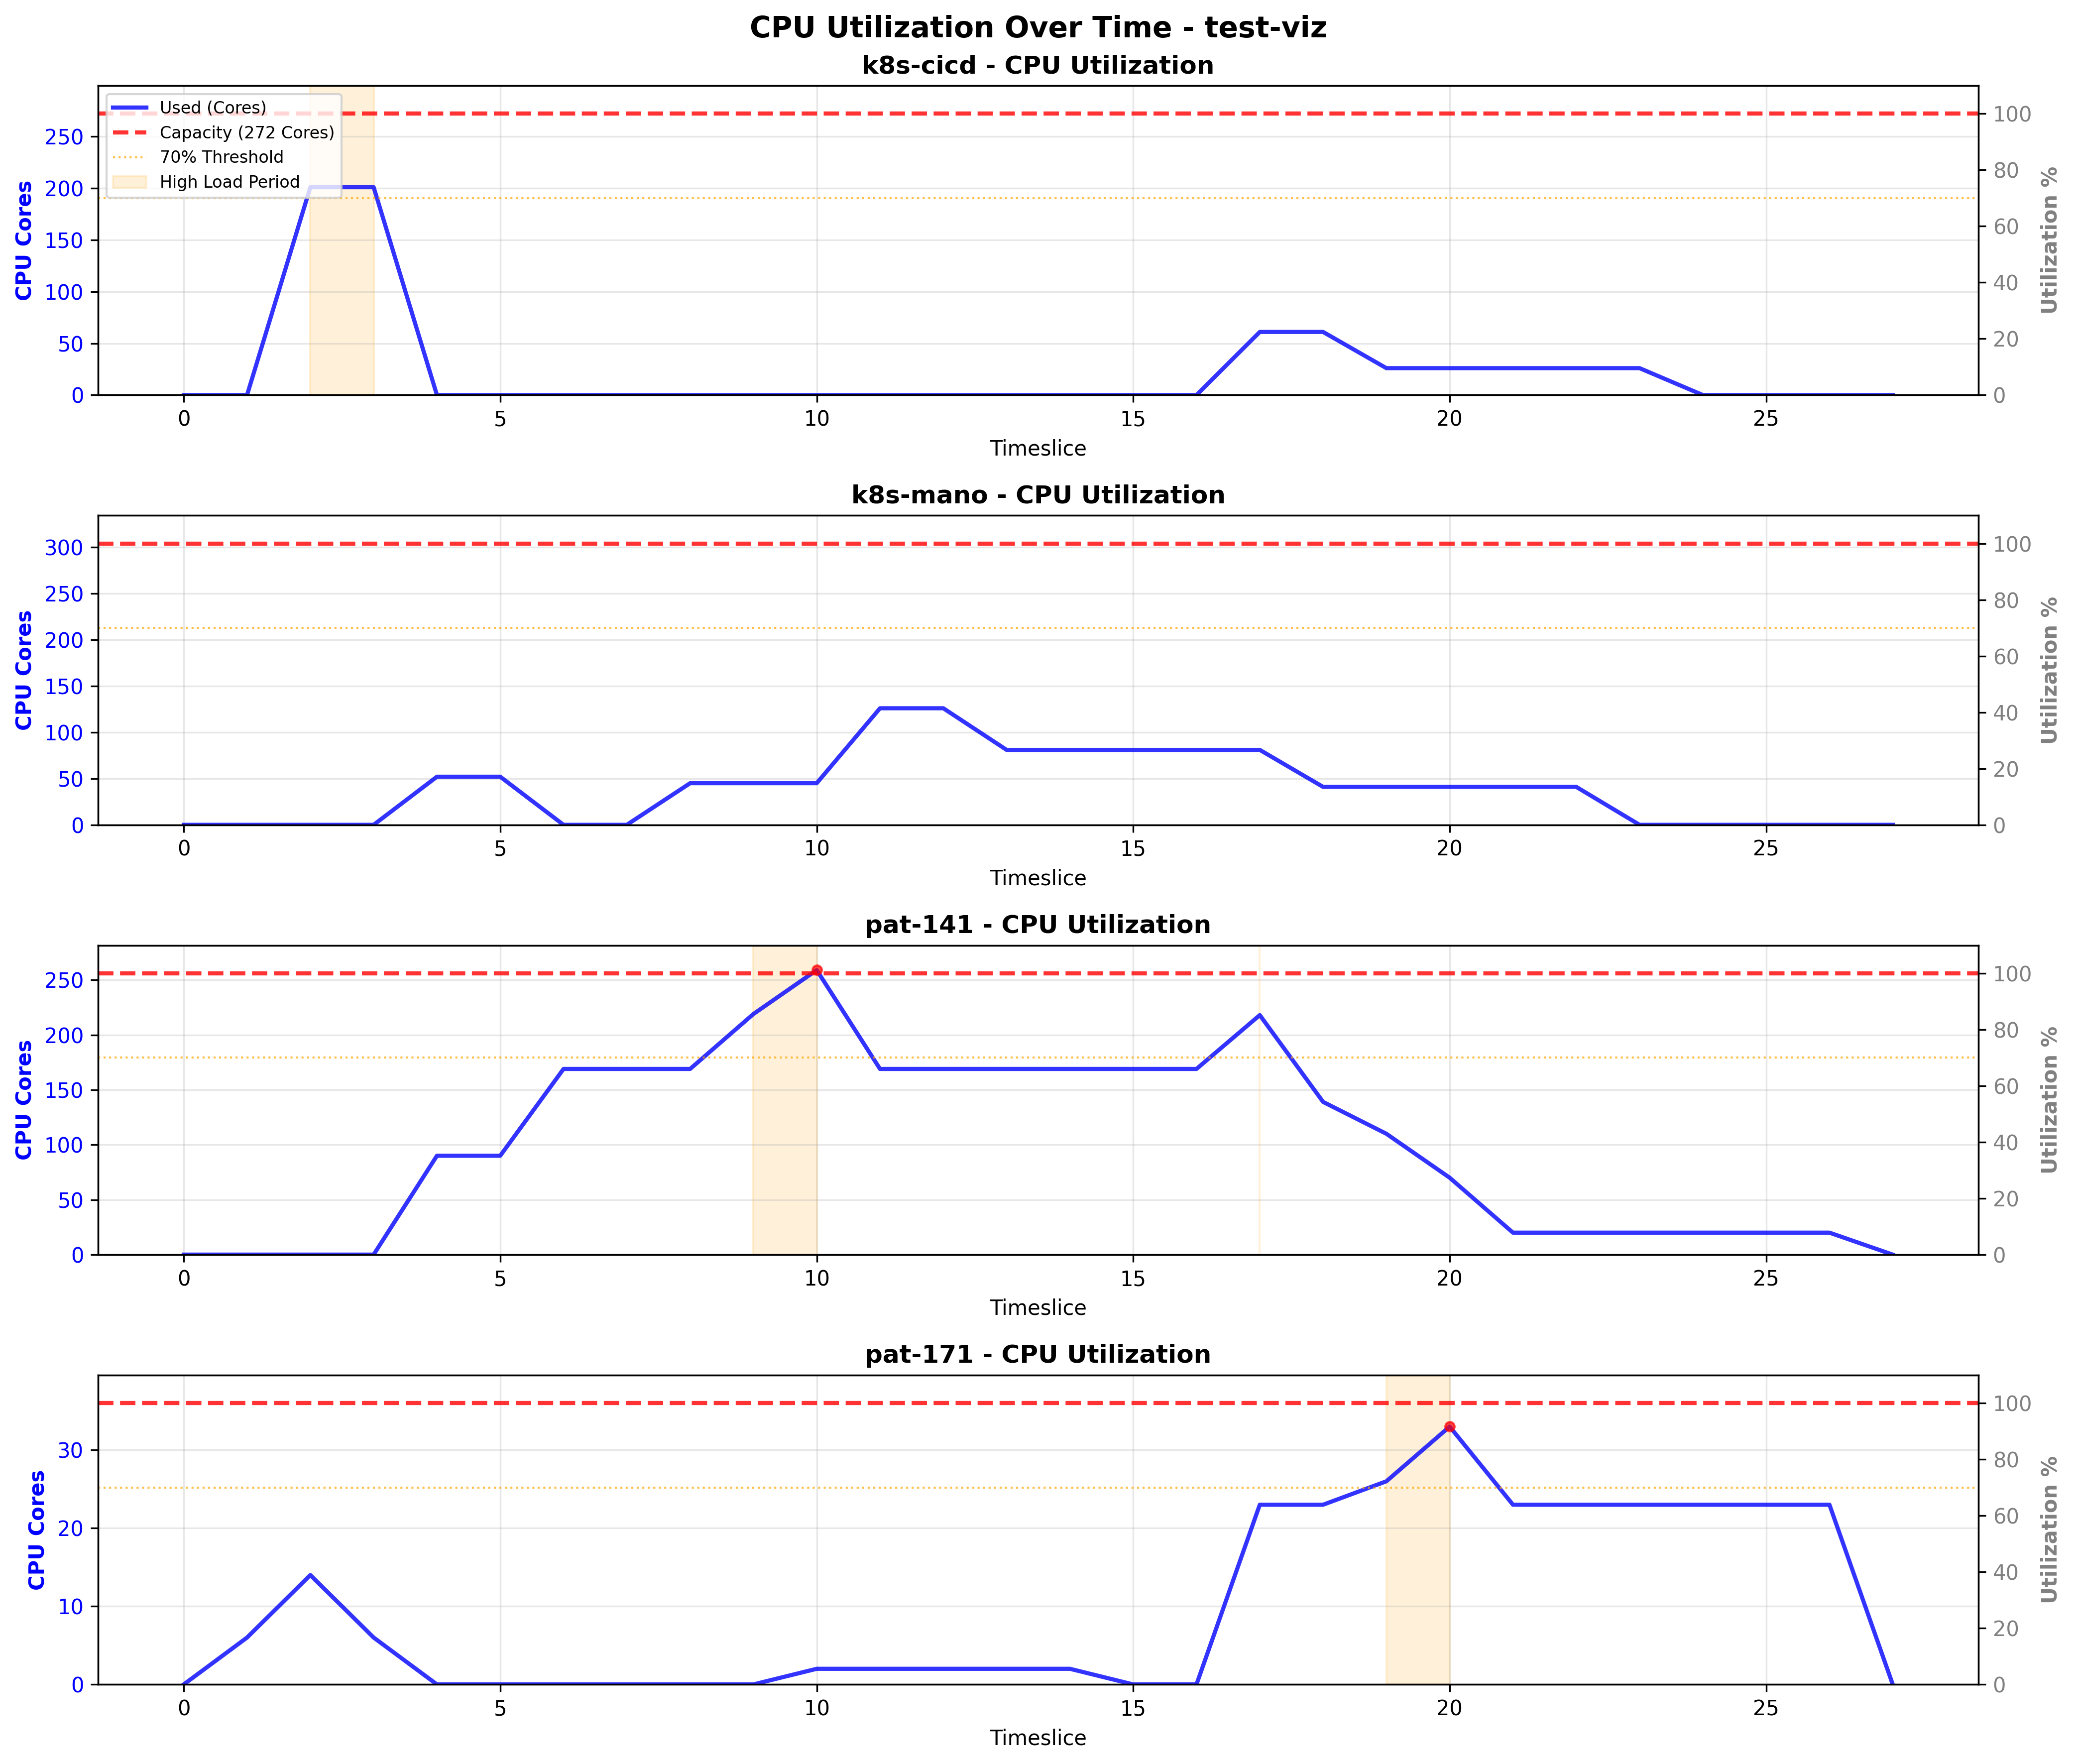 CPU Utilization Over Time - test-viz
k8s-cicd - CPU Utilization
Used (Cores)
Capacity (272 Cores)
70% Threshold
High Load Period
CPU Cores
250
200
150
100
50
0
100
80
60
40
20
0
Utilization %
0 5 10 15 20 25
Timeslice
k8s-mano - CPU Utilization
CPU Cores
300
250
200
150
100
50
0
100
80
60
40
20
0
Utilization %
0 5 10 15 20 25
Timeslice
pat-141 - CPU Utilization
CPU Cores
250
200
150
100
50
0
100
80
60
40
20
0
Utilization %
0 5 10 15 20 25
Timeslice
pat-171 - CPU Utilization
CPU Cores
30
20
10
0
100
80
60
40
20
0
Utilization %
0 5 10 15 20 25
Timeslice